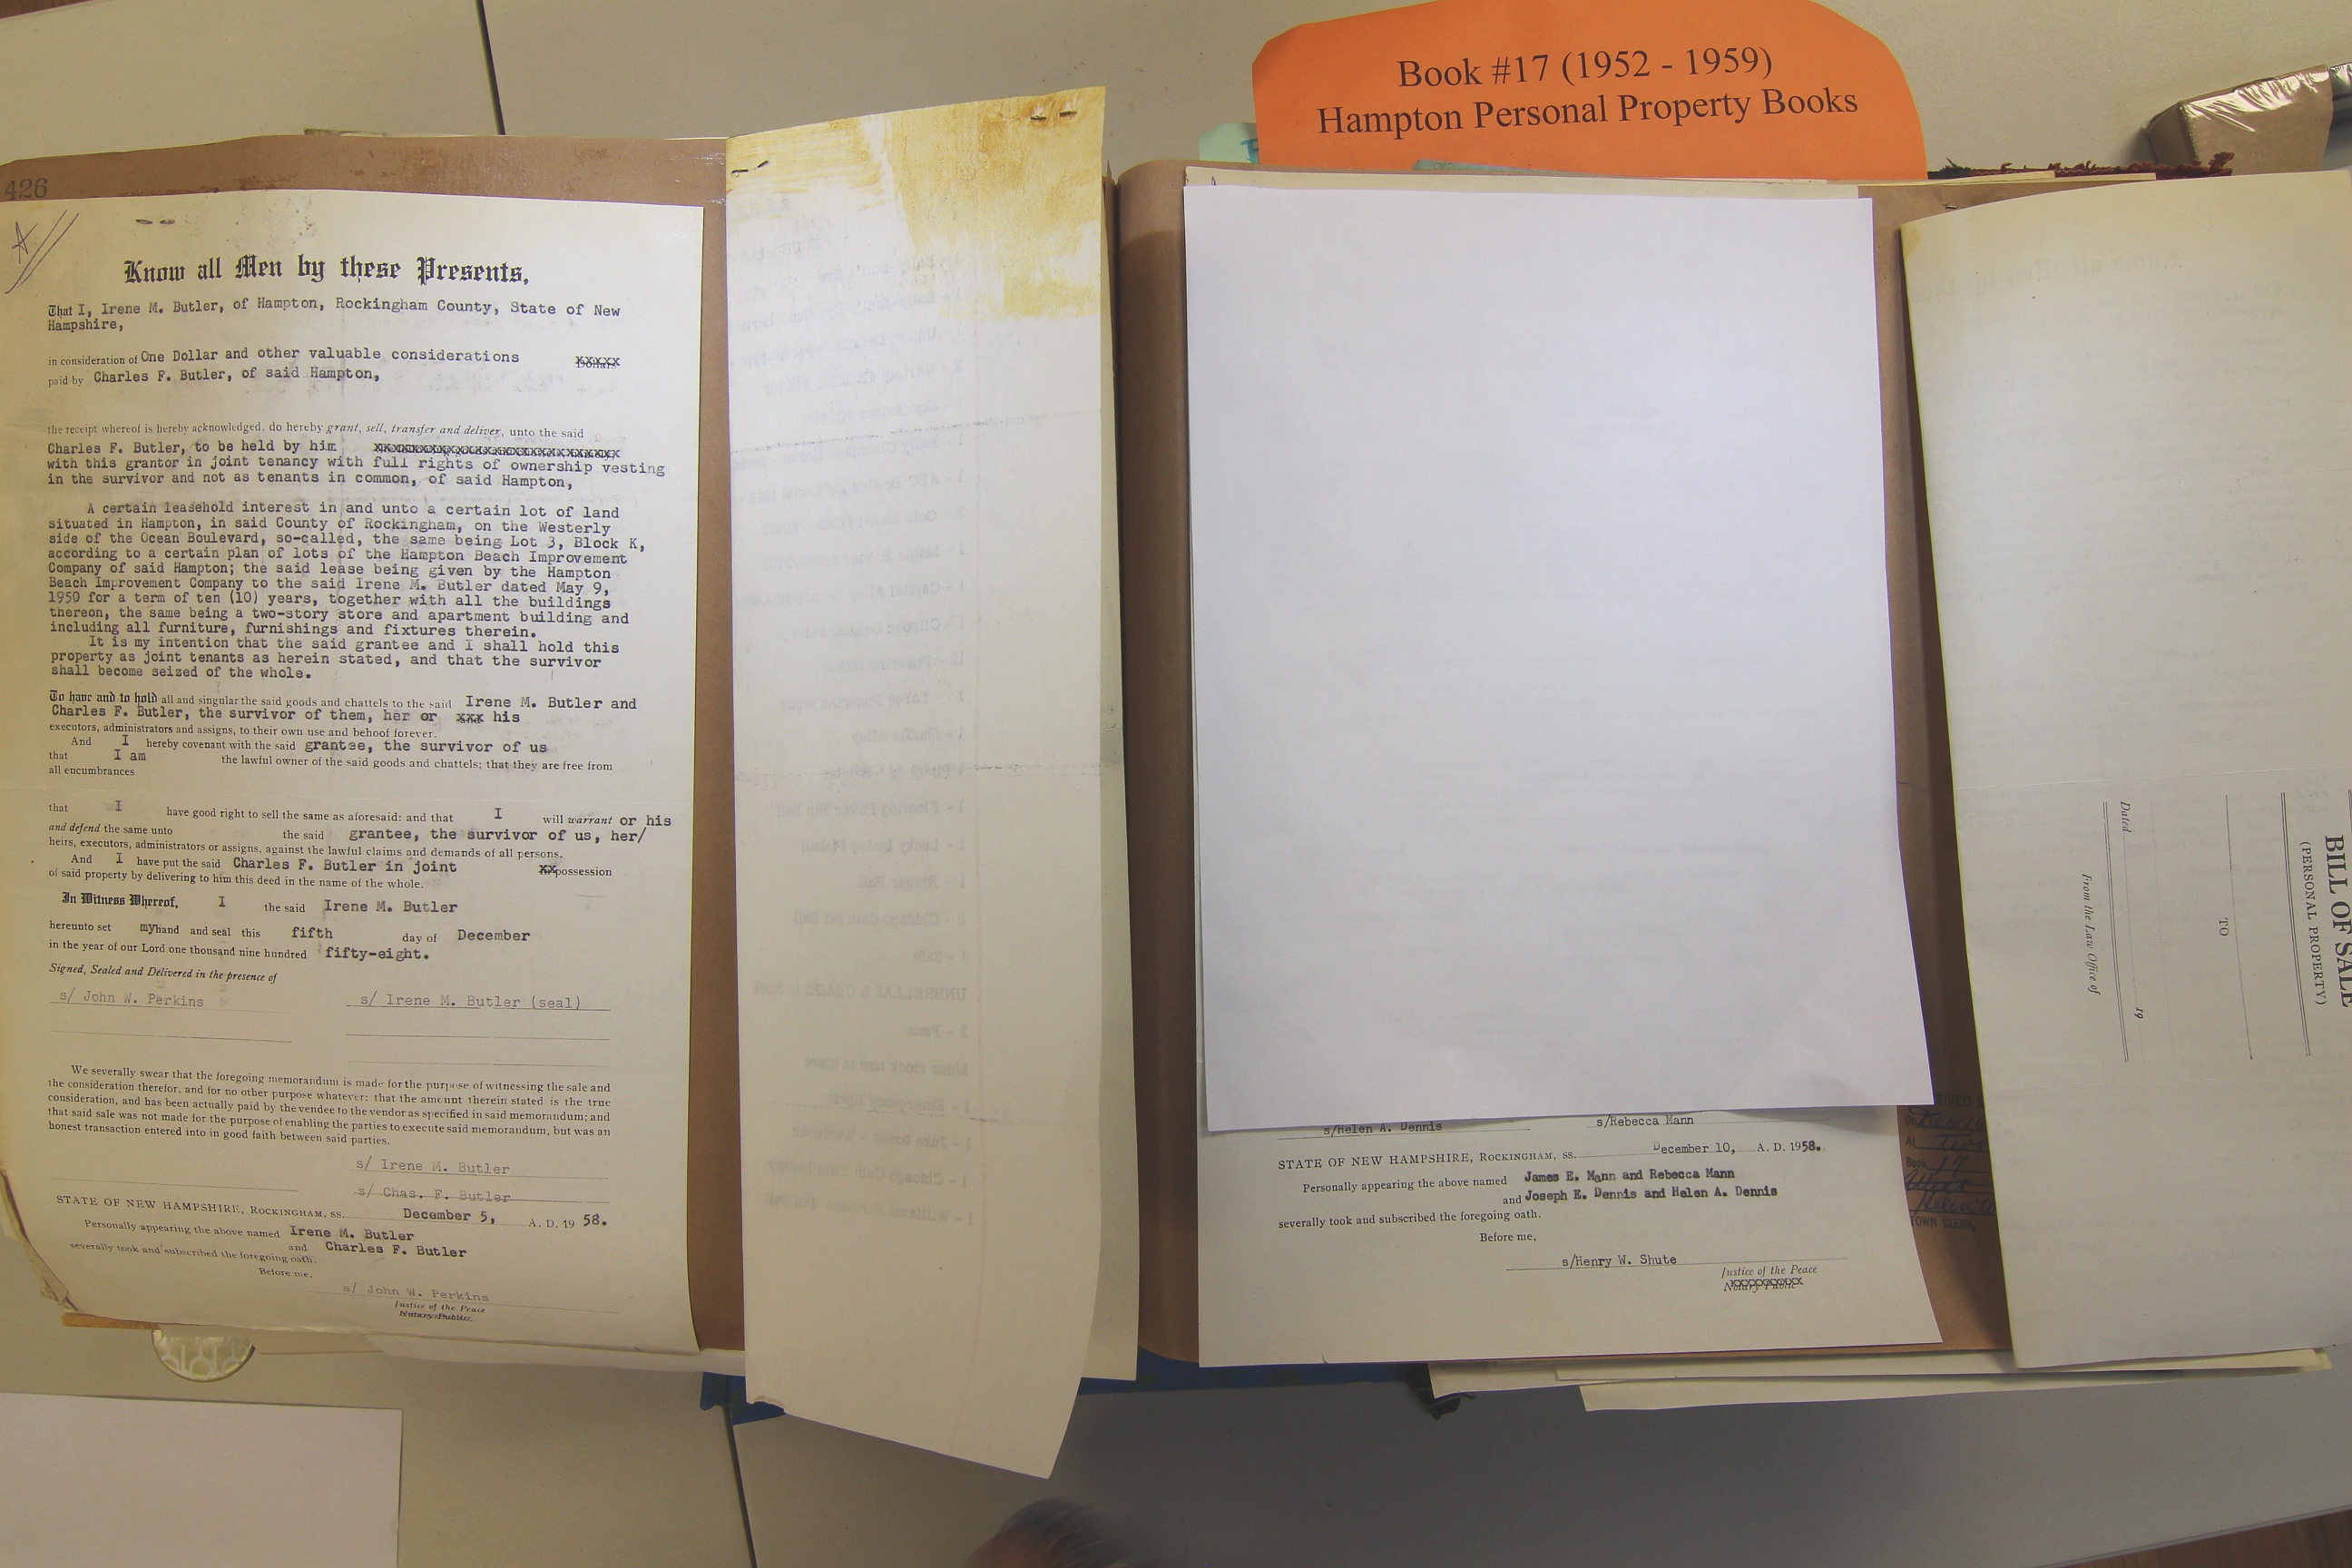 Book #17 (1952 - 1959)
Hampton Personal Property Books
426
Know all Men by these Presents,
That I, Irene M. Butler, of Hampton, Rockingham County, State of New
Hampshire,
in consideration of One Dollar and other valuable considerations xxxxx
paid by Charles F. Butler, of said Hampton,
the receipt whereof is hereby acknowledged, do hereby grant, sell, transfer and deliver, unto the said
Charles F. Butler, to be held by him
with this grantor in joint tenancy with full rights of ownership vesting
in the survivor and not as tenants in common, of said Hampton,
A certain leasehold interest in and unto a certain lot of land
situated in Hampton, in said County of Rockingham, on the Westerly
side of the Ocean Boulevard, so-called, the same being Lot 3, Block K,
according to a certain plan of lots of the Hampton Beach Improvement
Company of said Hampton; the said lease being given by the Hampton
Beach Improvement Company to the said Irene M. Butler dated May 9,
1950 for a term of ten (10) years, together with all the buildings
thereon, the same being a two-story store and apartment building and
including all furniture, furnishings and fixtures therein.
It is my intention that the said grantee and I shall hold this
property as joint tenants as herein stated, and that the survivor
shall become seized of the whole.
To have and to hold all and singular the said goods and chattels to the said Irene M. Butler and
Charles F. Butler, the survivor of them, her or xxx his
executors, administrators and assigns, to their own use and behoof forever.
And I hereby covenant with the said grantee, the survivor of us
that I am the lawful owner of the said goods and chattels; that they are free from
all encumbrances
that I have good right to sell the same as aforesaid: and that I will warrant or his
and defend the same unto the said grantee, the survivor of us, her/
heirs, executors, administrators or assigns, against the lawful claims and demands of all persons.
And I have put the said Charles F. Butler in joint xx possession
of said property by delivering to him this deed in the name of the whole.
In Witness Whereof, I the said Irene M. Butler
hereunto set my hand and seal this fifth day of December
in the year of our Lord one thousand nine hundred fifty-eight.
Signed, Sealed and Delivered in the presence of
s/ John W. Perkins s/ Irene M. Butler (seal)
We severally swear that the foregoing memorandum is made for the purpose of witnessing the sale and
the consideration therefor, and for no other purpose whatever: that the amount therein stated is the true
consideration, and has been actually paid by the vendee to the vendor as specified in said memorandum; and
that said sale was not made for the purpose of enabling the parties to execute said memorandum, but was an
honest transaction entered into in good faith between said parties.
s/ Irene M. Butler
s/ Chas. F. Butler
STATE OF NEW HAMPSHIRE, ROCKINGHAM, SS. December 5, A. D. 19 58.
Personally appearing the above named Irene M. Butler
and Charles F. Butler
severally took and subscribed the foregoing oath.
Before me,
s/ John W. Perkins
Justice of the Peace
Notary Public.
s/Helen A. Dennis s/Rebecca Mann
STATE OF NEW HAMPSHIRE, ROCKINGHAM, SS. December 10, A. D. 1958.
Personally appearing the above named James E. Mann and Rebecca Mann
and Joseph E. Dennis and Helen A. Dennis
severally took and subscribed the foregoing oath.
Before me,
s/Henry W. Shute
Justice of the Peace
Notary Public
At
Book 17
TOWN CLERK
BILL OF SALE
(PERSONAL PROPERTY)
TO
Dated 19
From the Law Office of